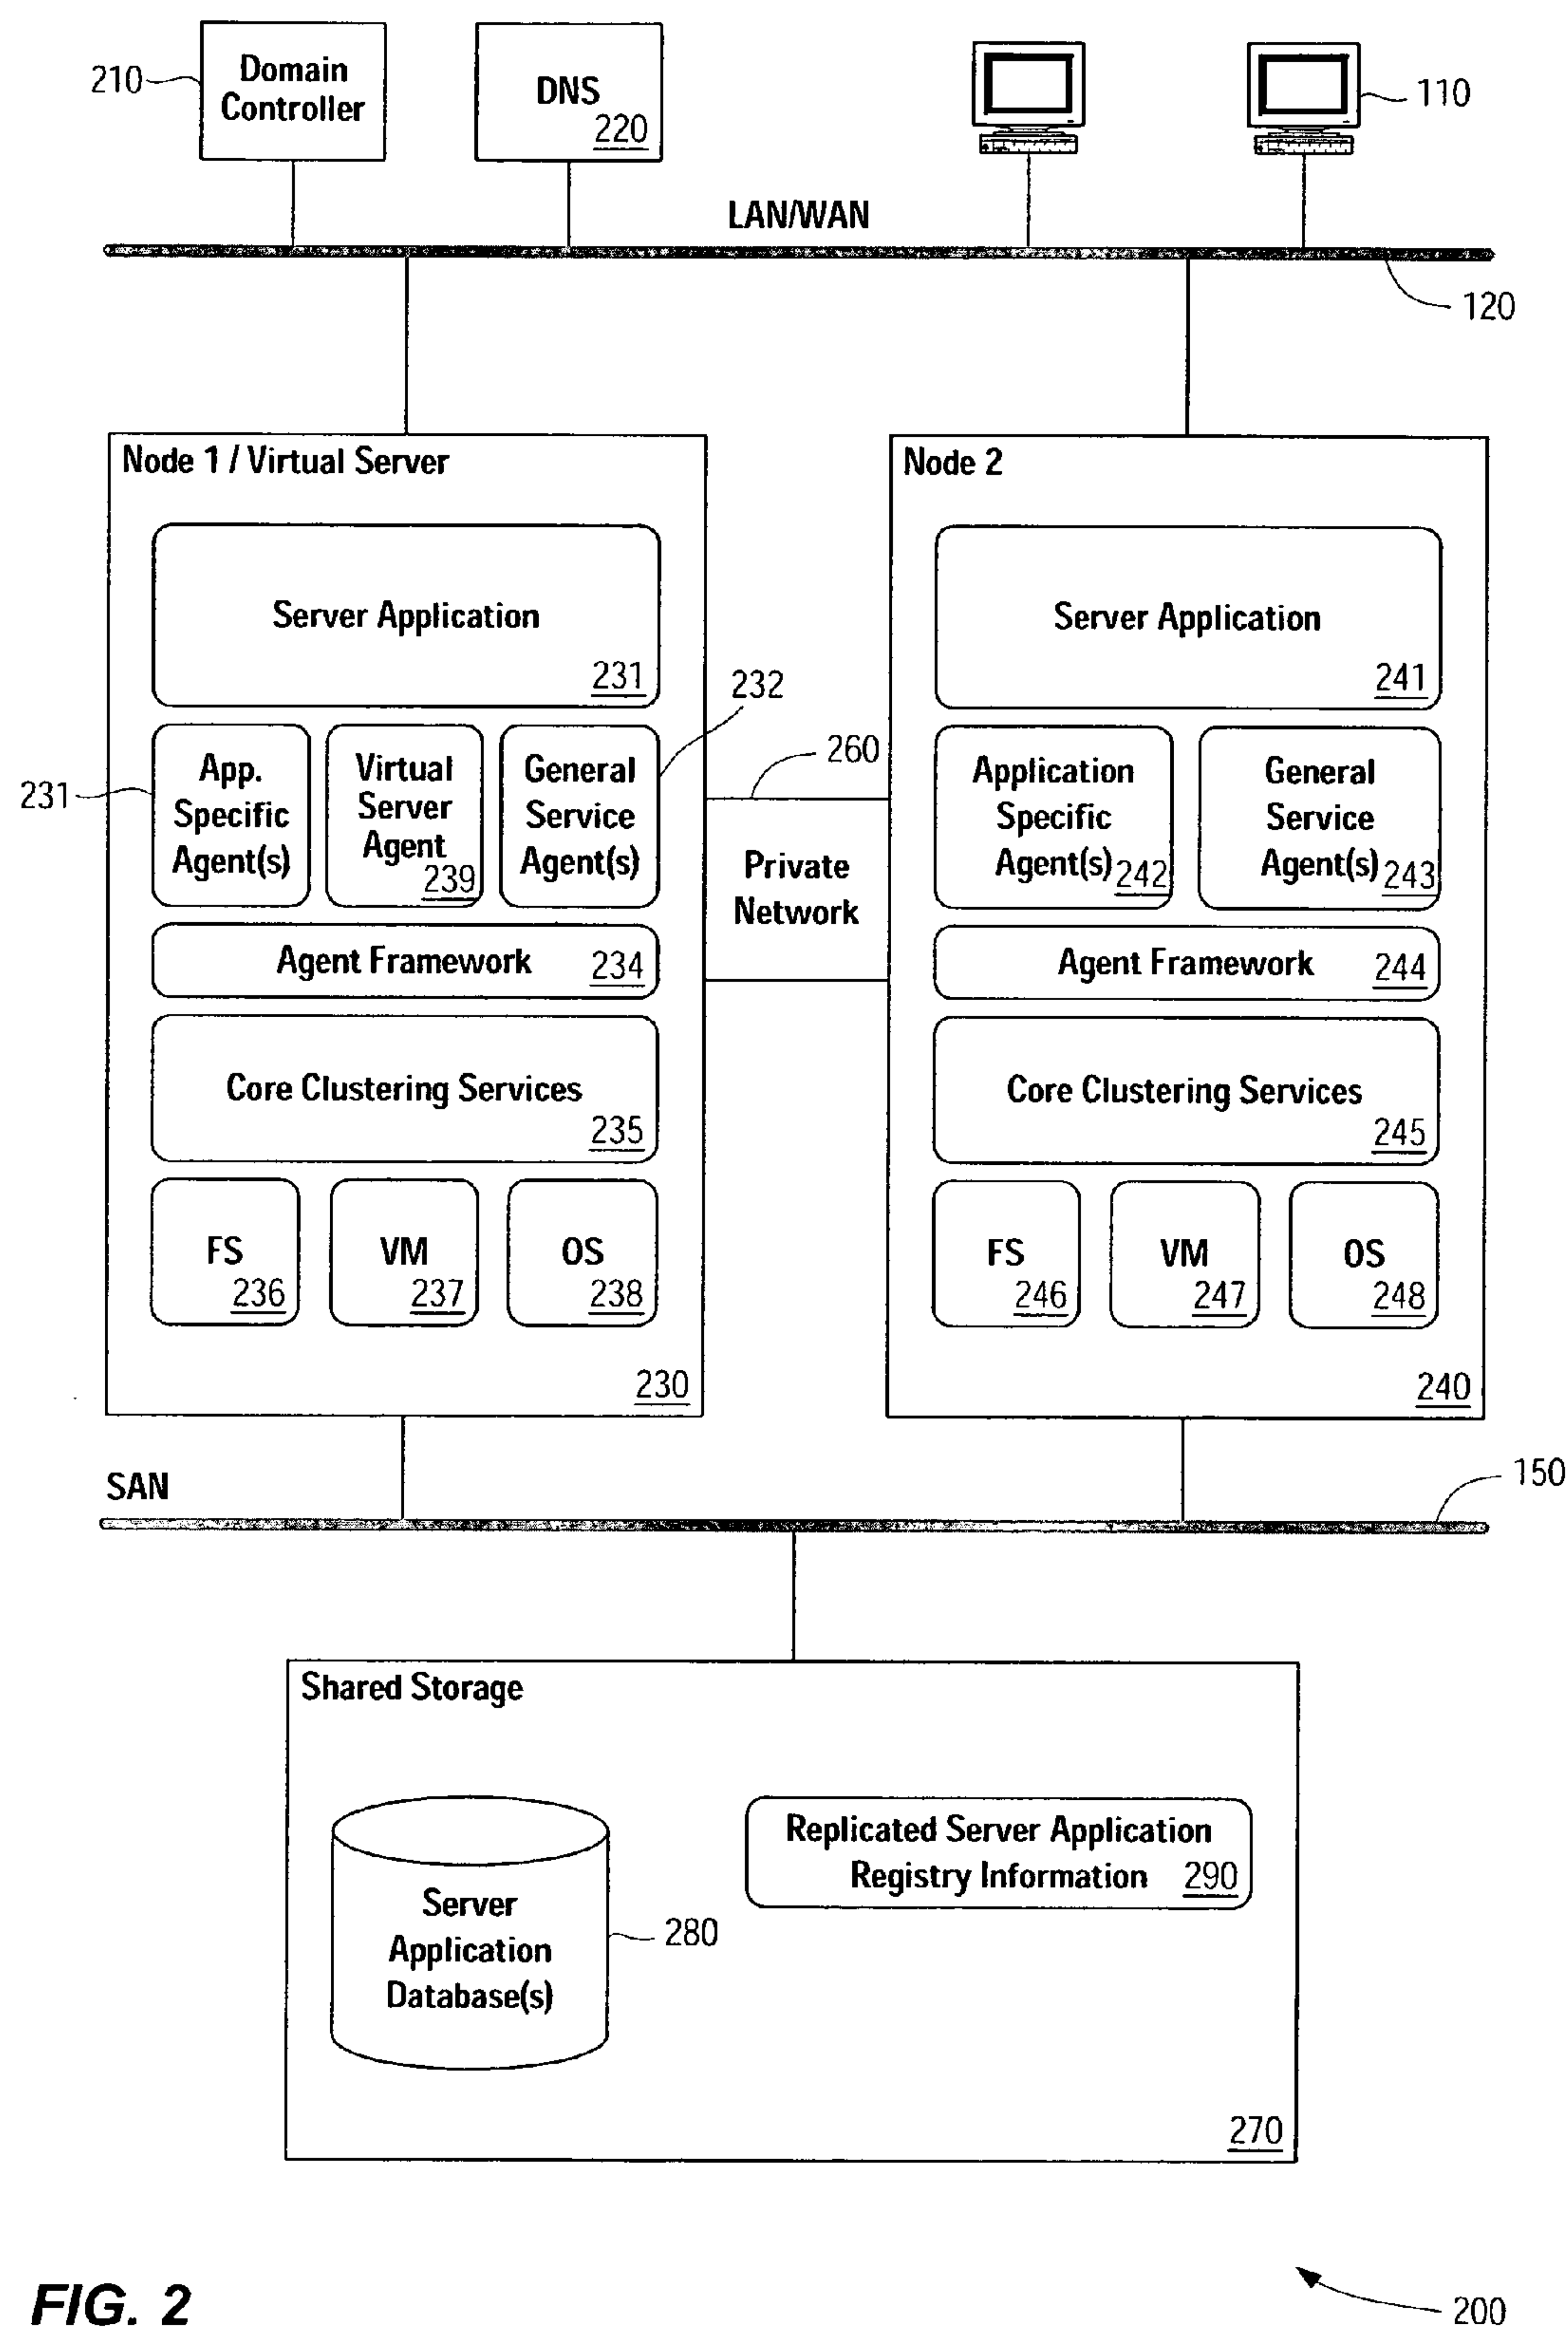 210
Domain
Controller
DNS
220
110
LAN/WAN
120
Node 1 / Virtual Server
Server Application
231
232
231
App.
Specific
Agent(s)
Virtual
Server
Agent
239
General
Service
Agent(s)
Agent Framework 234
Core Clustering Services
235
FS
236
VM
237
OS
238
230
260
Private
Network
Node 2
Server Application
241
Application
Specific
Agent(s) 242
General
Service
Agent(s) 243
Agent Framework 244
Core Clustering Services
245
FS
246
VM
247
OS
248
240
SAN
150
Shared Storage
Server
Application
Database(s)
280
Replicated Server Application
Registry Information 290
270
FIG. 2
200